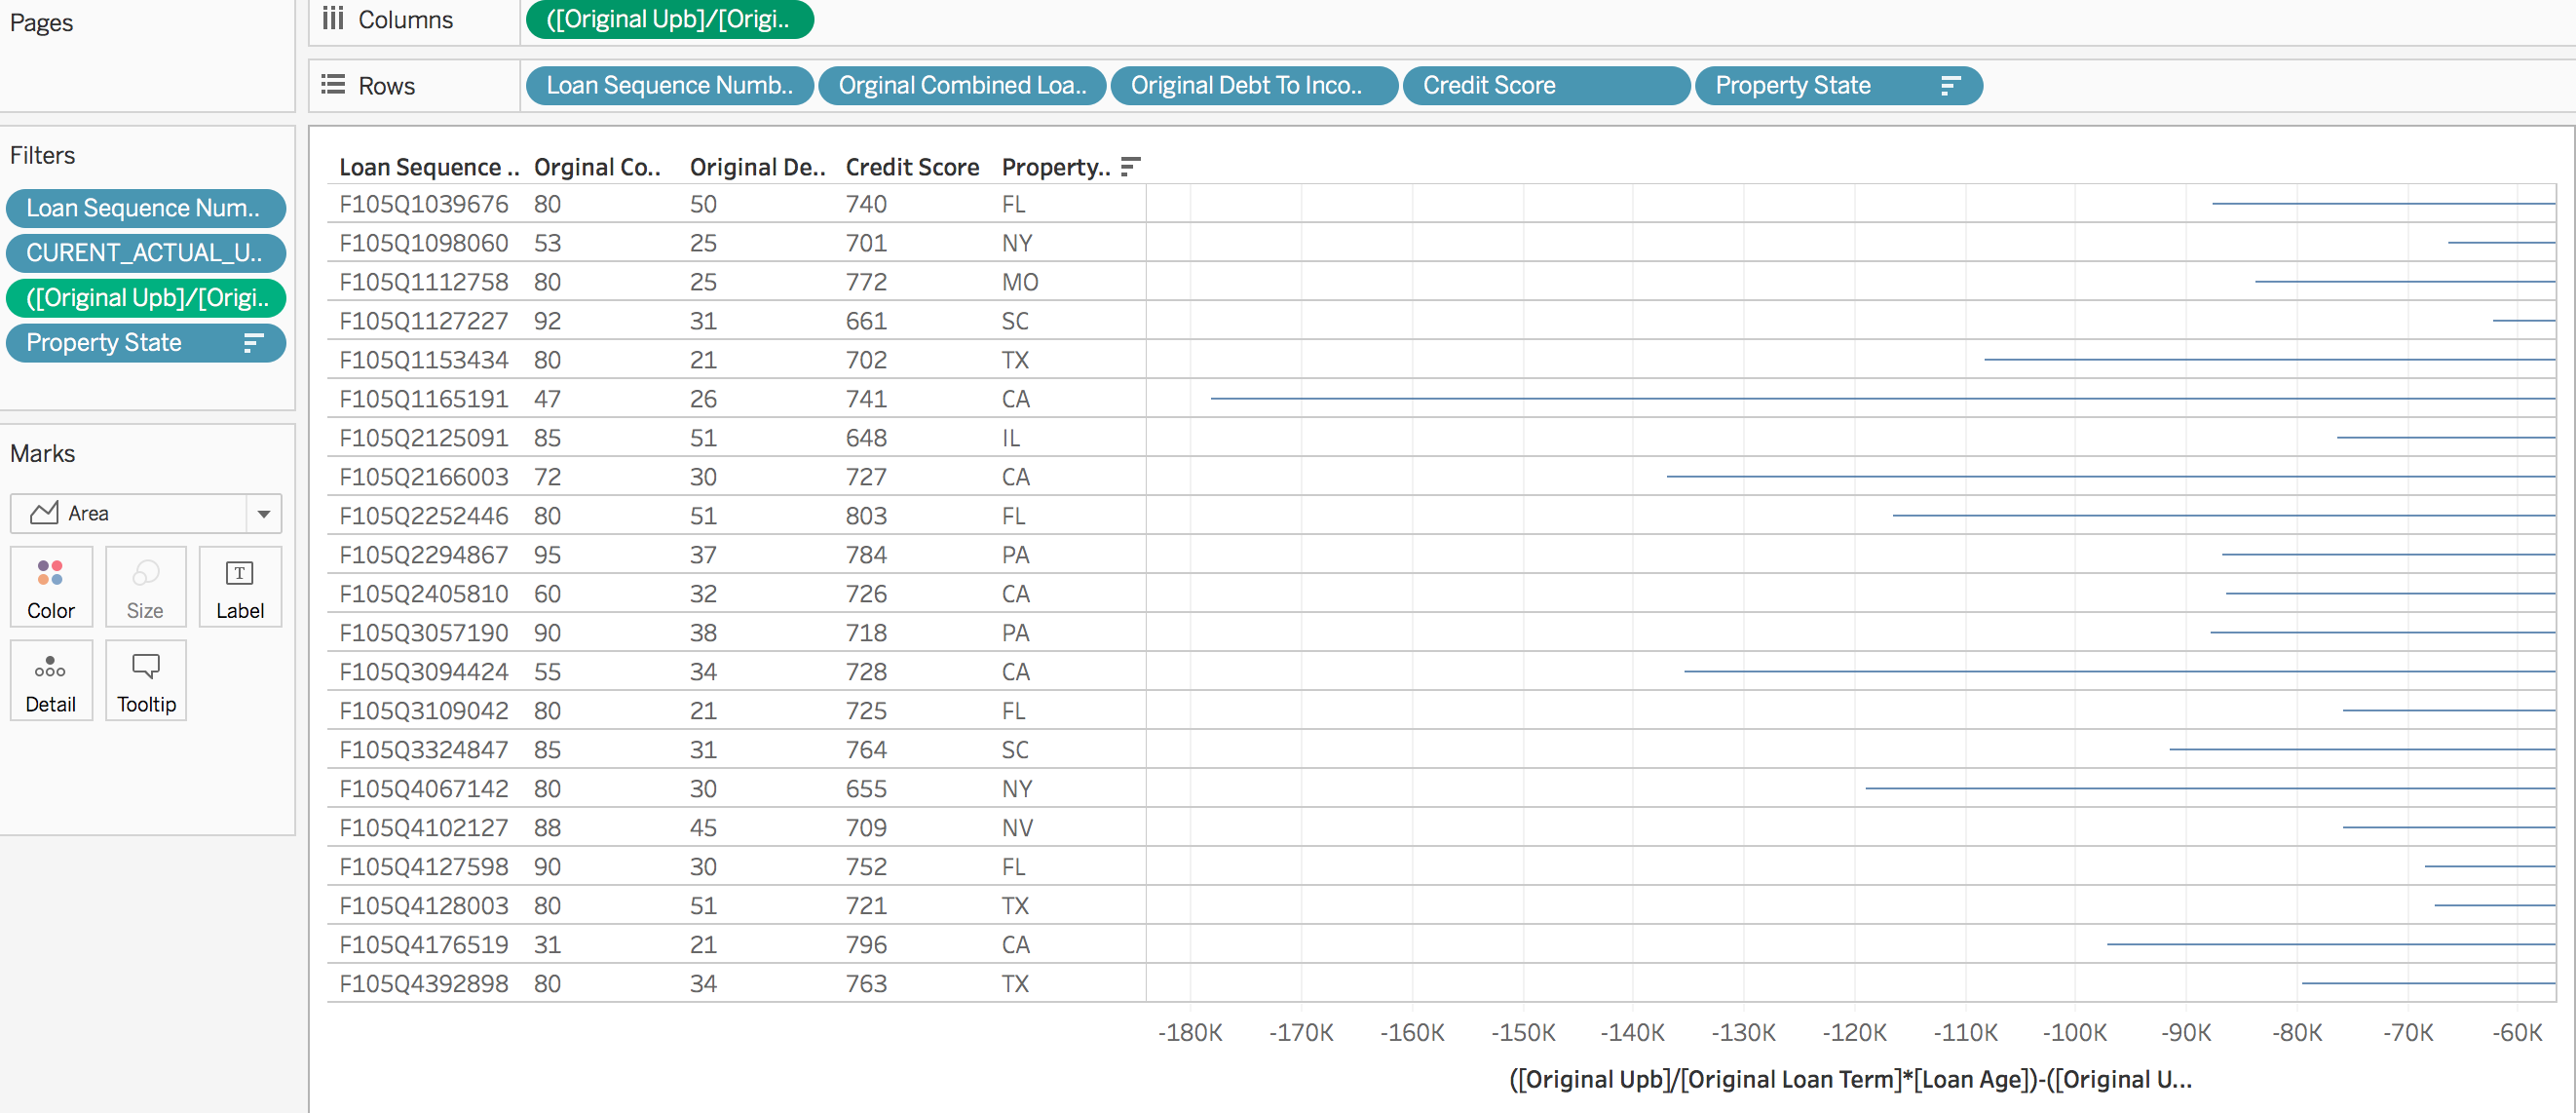 Pages
Columns ([Original Upb]/[Origi..
Rows Loan Sequence Numb.. Orginal Combined Loa.. Original Debt To Inco.. Credit Score Property State
Filters
Loan Sequence Num..
CURENT_ACTUAL_U..
([Original Upb]/[Origi..
Property State
Marks
Area
Color Size Label
Detail Tooltip
Loan Sequence .. Orginal Co.. Original De.. Credit Score Property..
F105Q1039676 80 50 740 FL
F105Q1098060 53 25 701 NY
F105Q1112758 80 25 772 MO
F105Q1127227 92 31 661 SC
F105Q1153434 80 21 702 TX
F105Q1165191 47 26 741 CA
F105Q2125091 85 51 648 IL
F105Q2166003 72 30 727 CA
F105Q2252446 80 51 803 FL
F105Q2294867 95 37 784 PA
F105Q2405810 60 32 726 CA
F105Q3057190 90 38 718 PA
F105Q3094424 55 34 728 CA
F105Q3109042 80 21 725 FL
F105Q3324847 85 31 764 SC
F105Q4067142 80 30 655 NY
F105Q4102127 88 45 709 NV
F105Q4127598 90 30 752 FL
F105Q4128003 80 51 721 TX
F105Q4176519 31 21 796 CA
F105Q4392898 80 34 763 TX
-180K -170K -160K -150K -140K -130K -120K -110K -100K -90K -80K -70K -60K
([Original Upb]/[Original Loan Term]*[Loan Age])-([Original U...